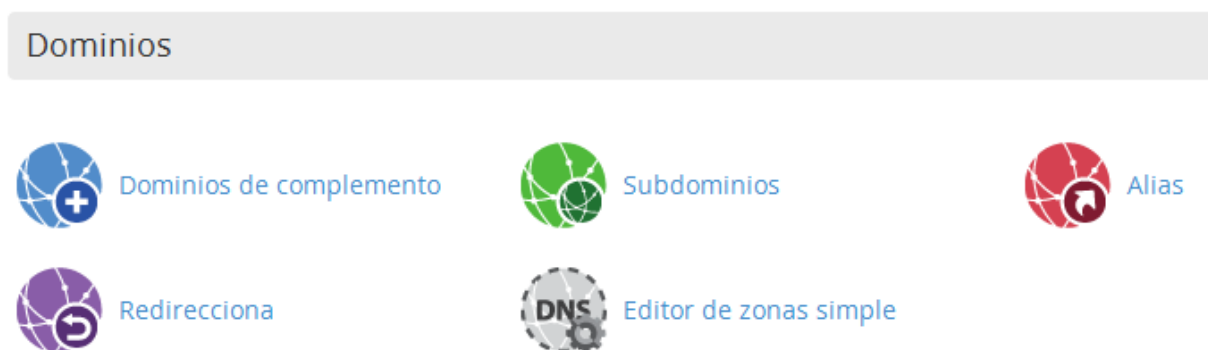 Dominios
Dominios de complemento
Subdominios
Alias
Redirecciona
DNS
Editor de zonas simple